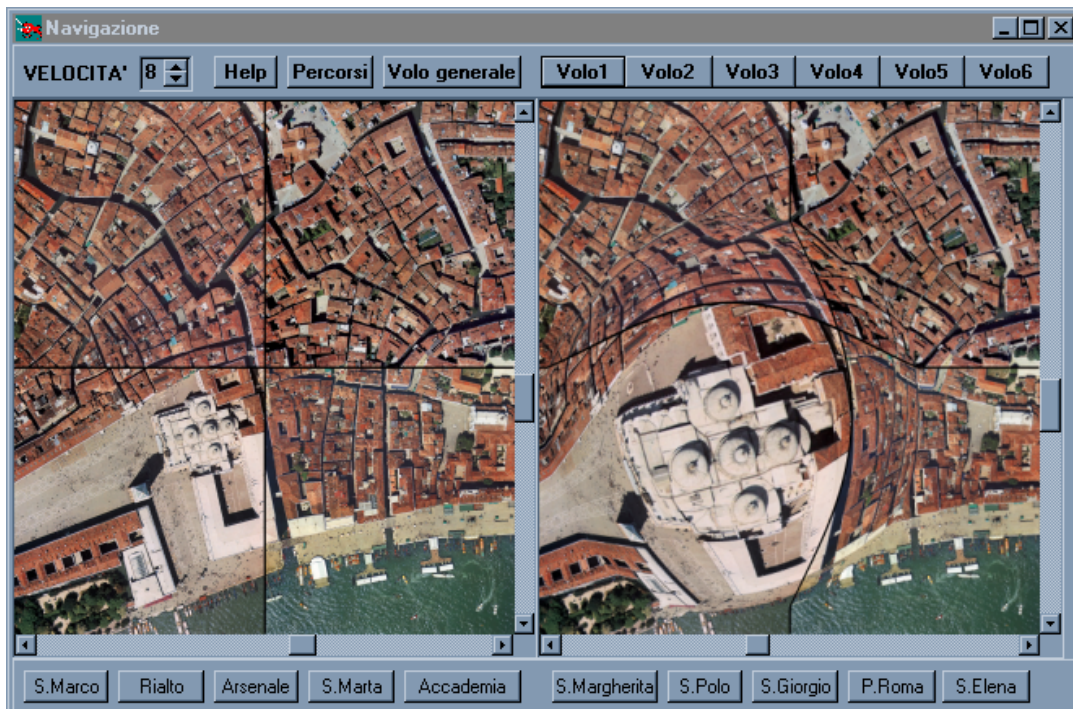 Navigazione
VELOCITA' 8 Help Percorsi Volo generale Volo1 Volo2 Volo3 Volo4 Volo5 Volo6
S.Marco Rialto Arsenale S.Marta Accademia S.Margherita S.Polo S.Giorgio P.Roma S.Elena